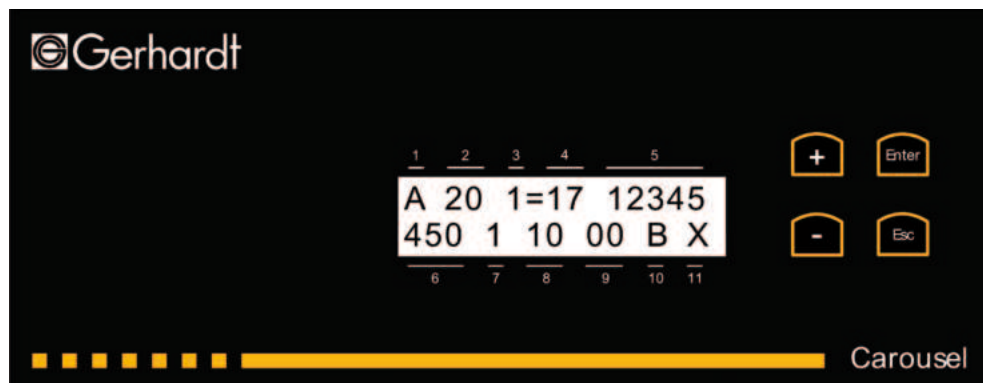 Gerhardt
1 2 3 4 5
A 20 1=17 12345
450 1 10 00 B X
6 7 8 9 10 11
+ Enter
- Esc
Carousel